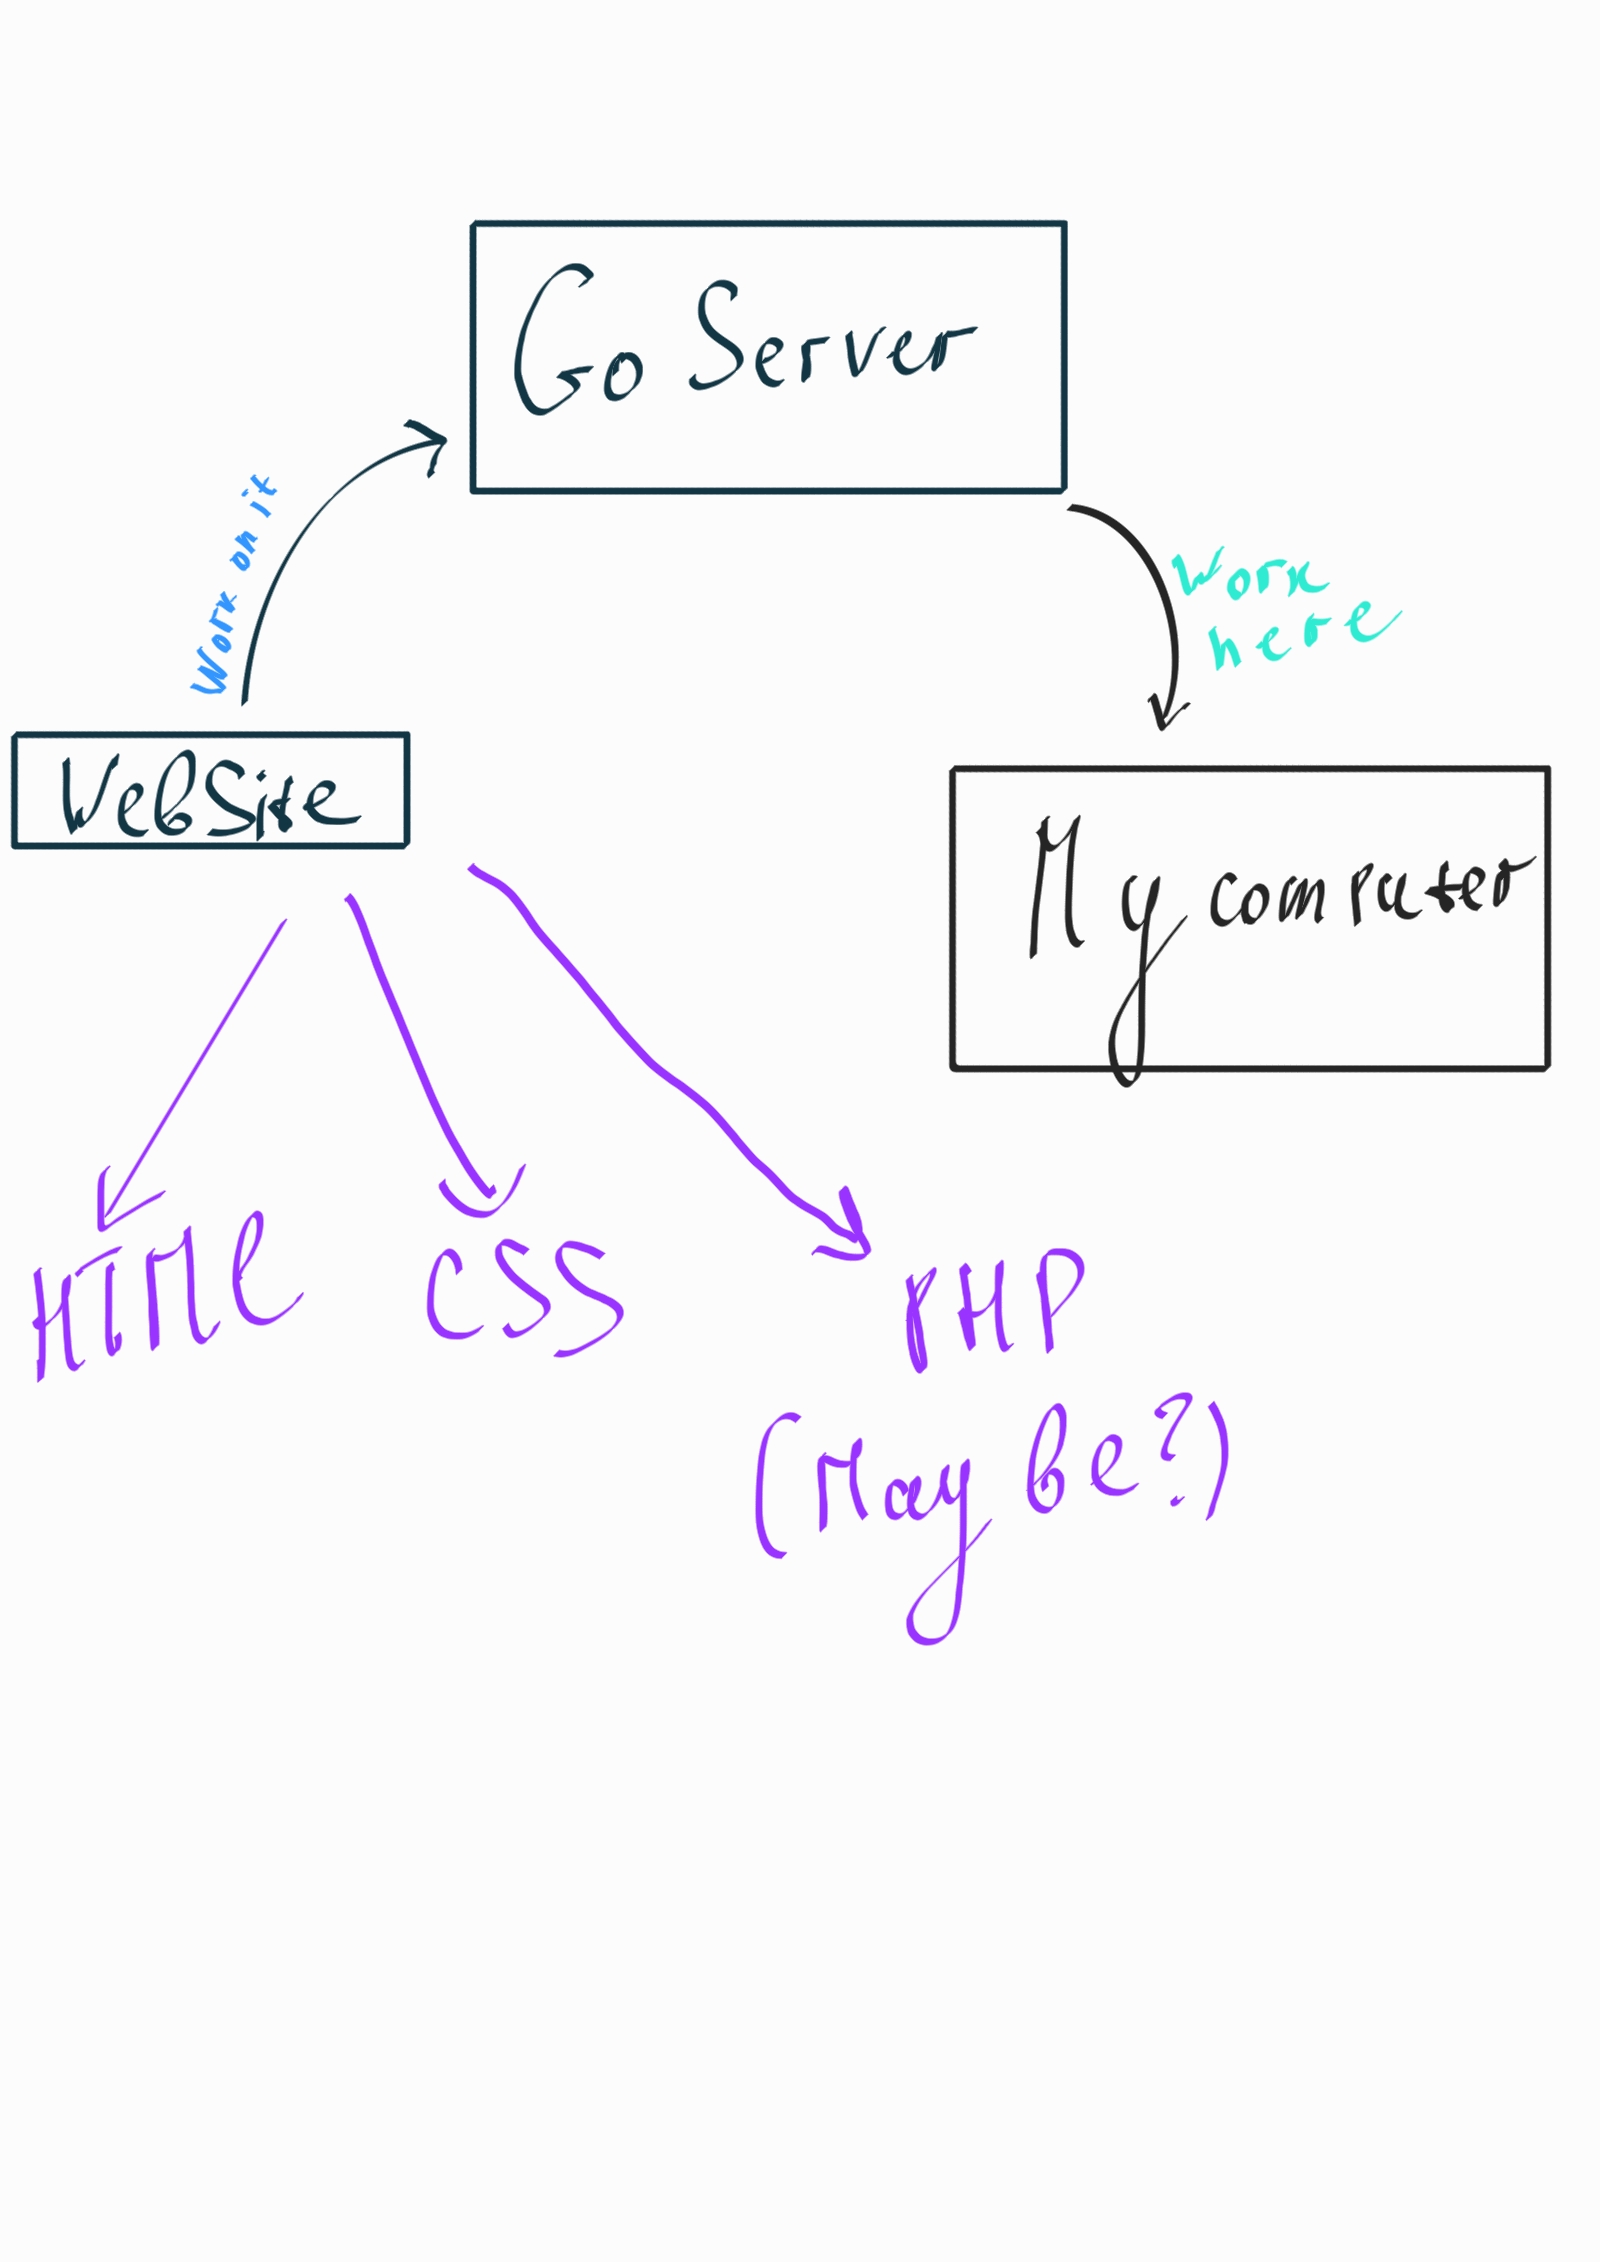 Go Server
Work on it
Work
here
WebSite
My computer
HTML
CSS
PHP
(May be?)